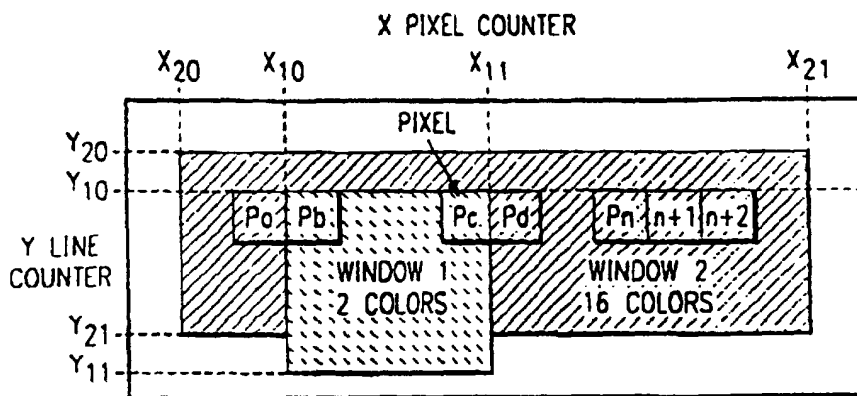 X PIXEL COUNTER
X20 X10 X11 X21
PIXEL
Y20
Y10
Pa Pb Pc Pd Pn n+1 n+2
Y LINE
COUNTER
WINDOW 1
2 COLORS
WINDOW 2
16 COLORS
Y21
Y11